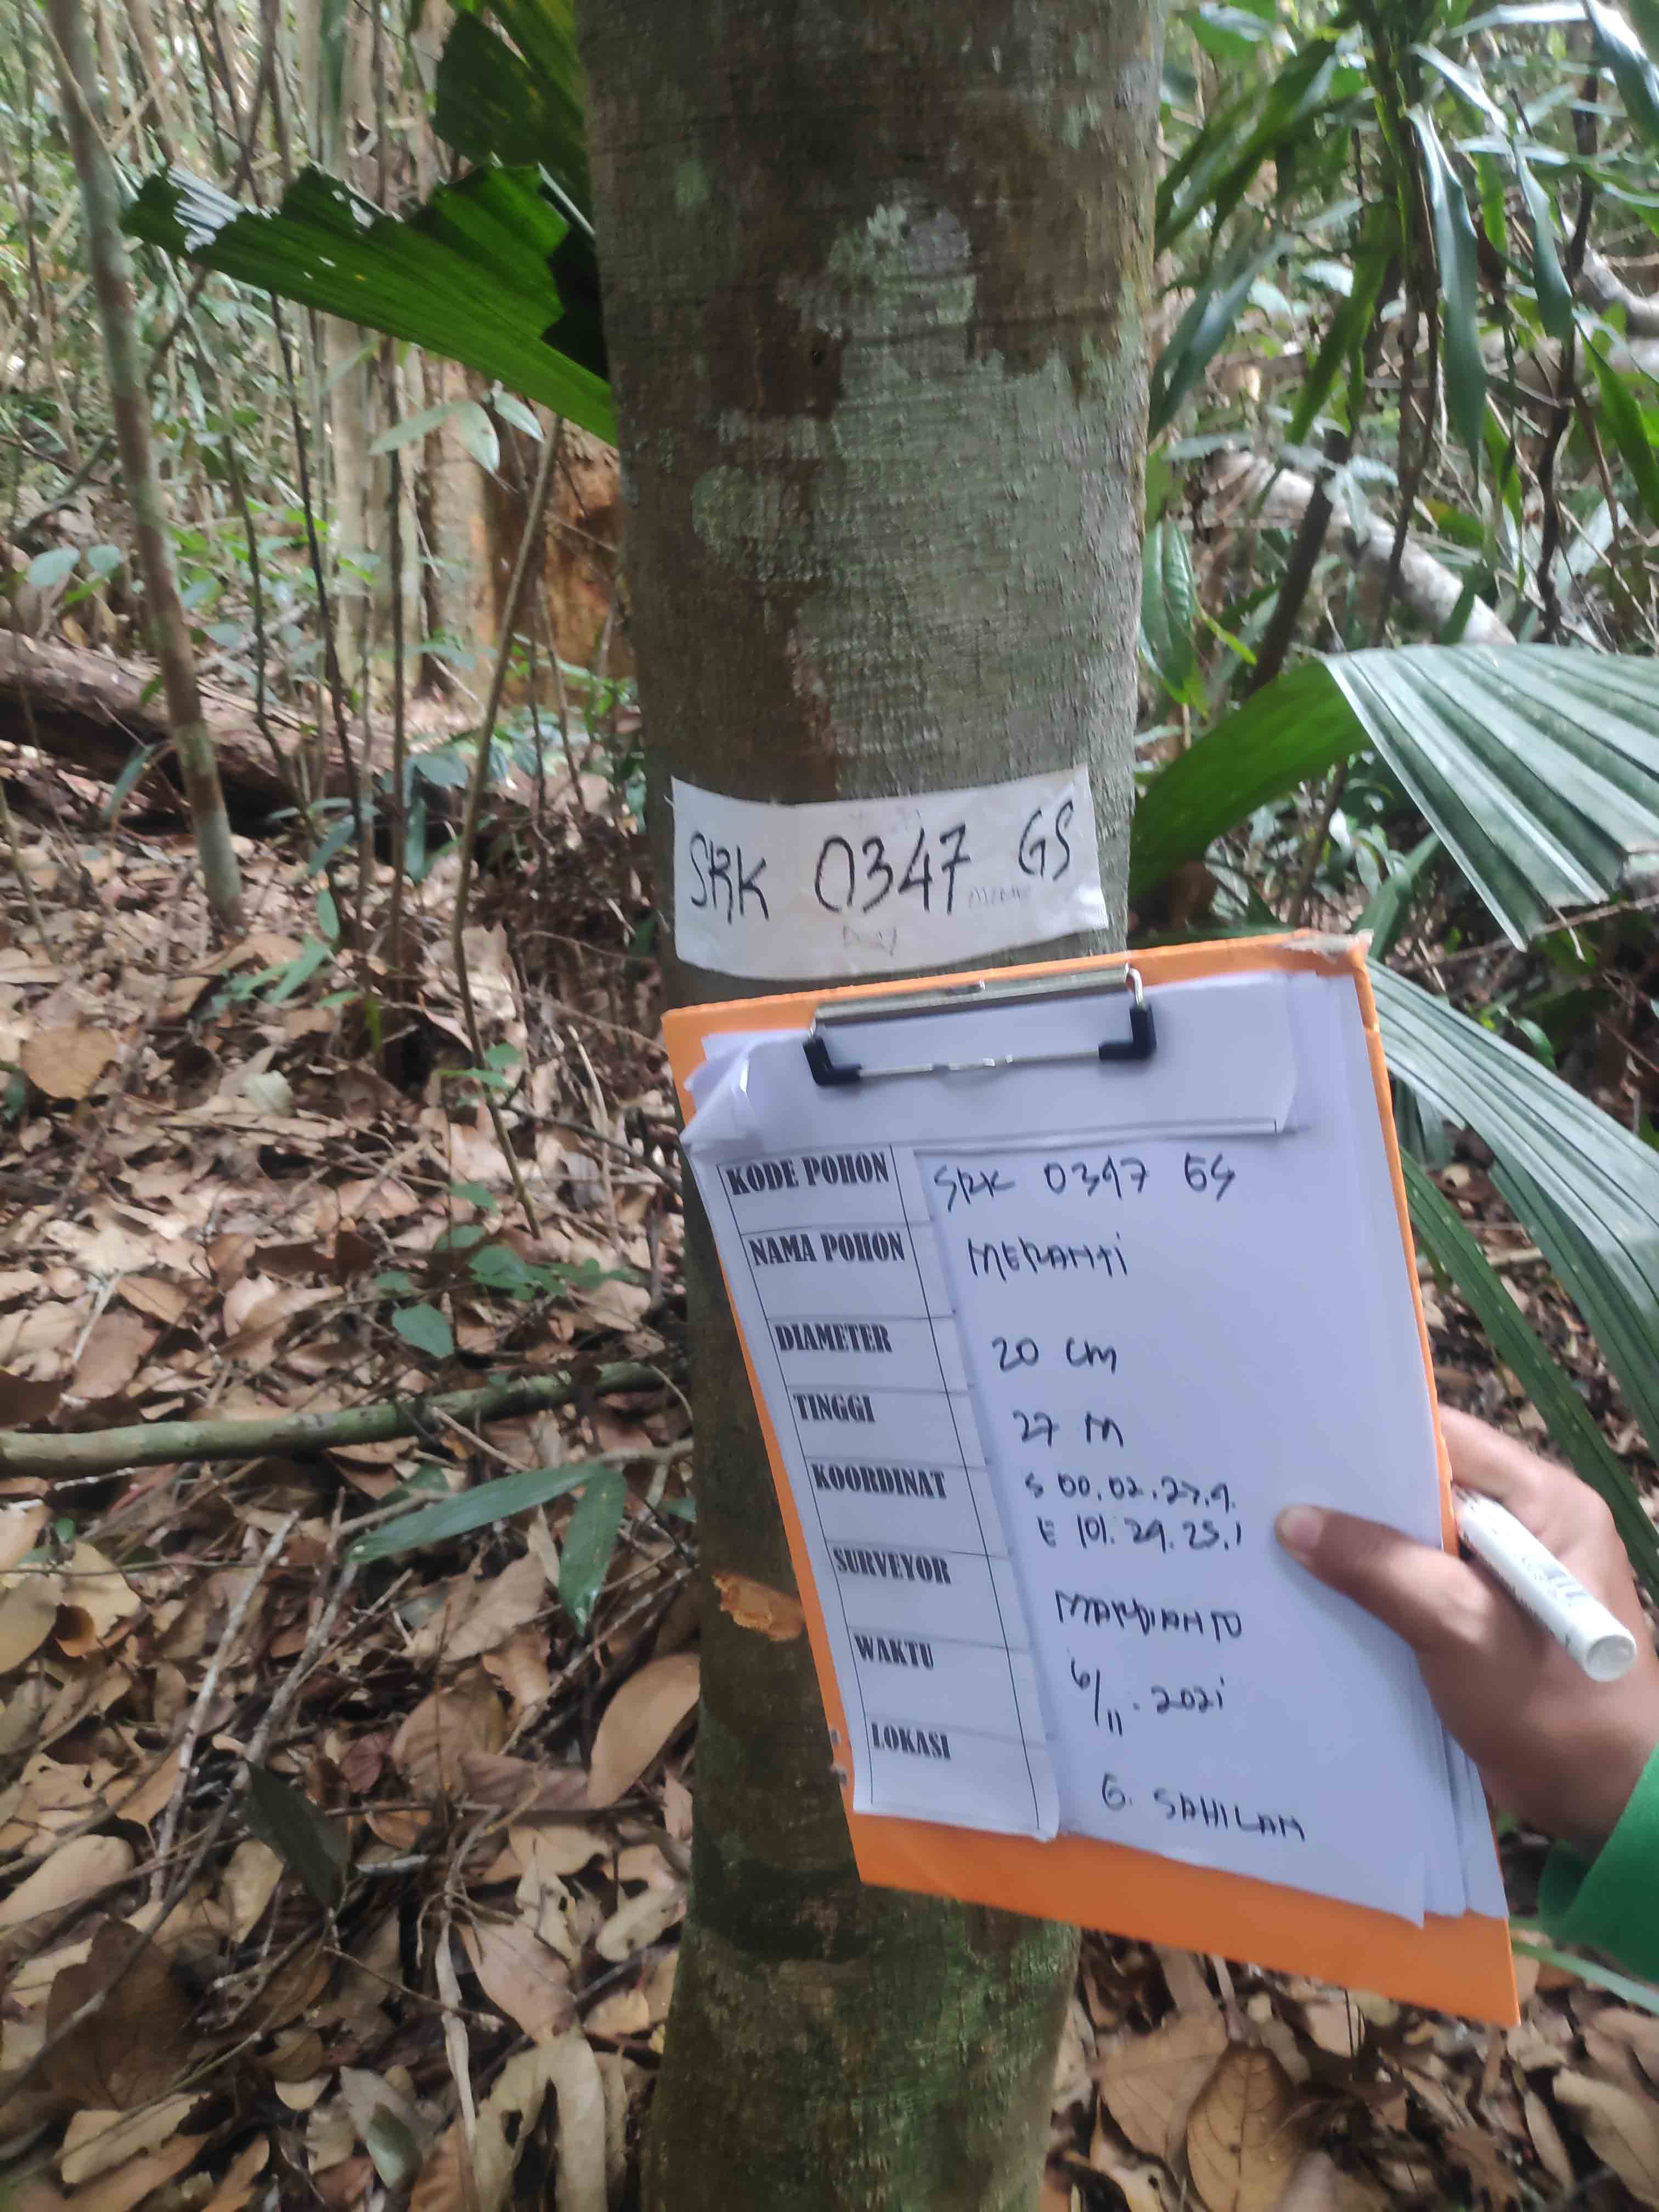 SRK 0347 GS
KODE POHON SRK 0347 GS
NAMA POHON MERANTI
DIAMETER 20 CM
TINGGI 27 M
KOORDINAT S 00.02.27.9.
E 101.29.25.1
SURVEYOR MARDIANTO
WAKTU 6/11.2021
LOKASI G. SAHILAN